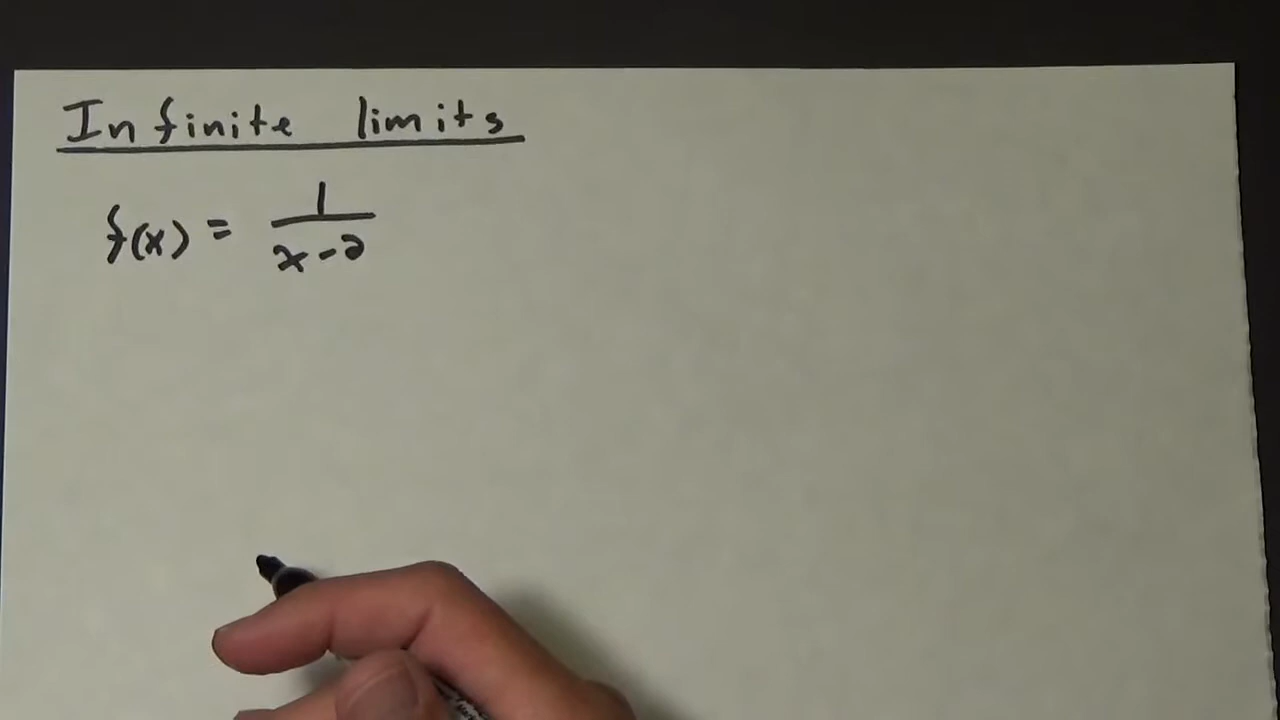 Infinite limits
f(x) = 1/(x-2)